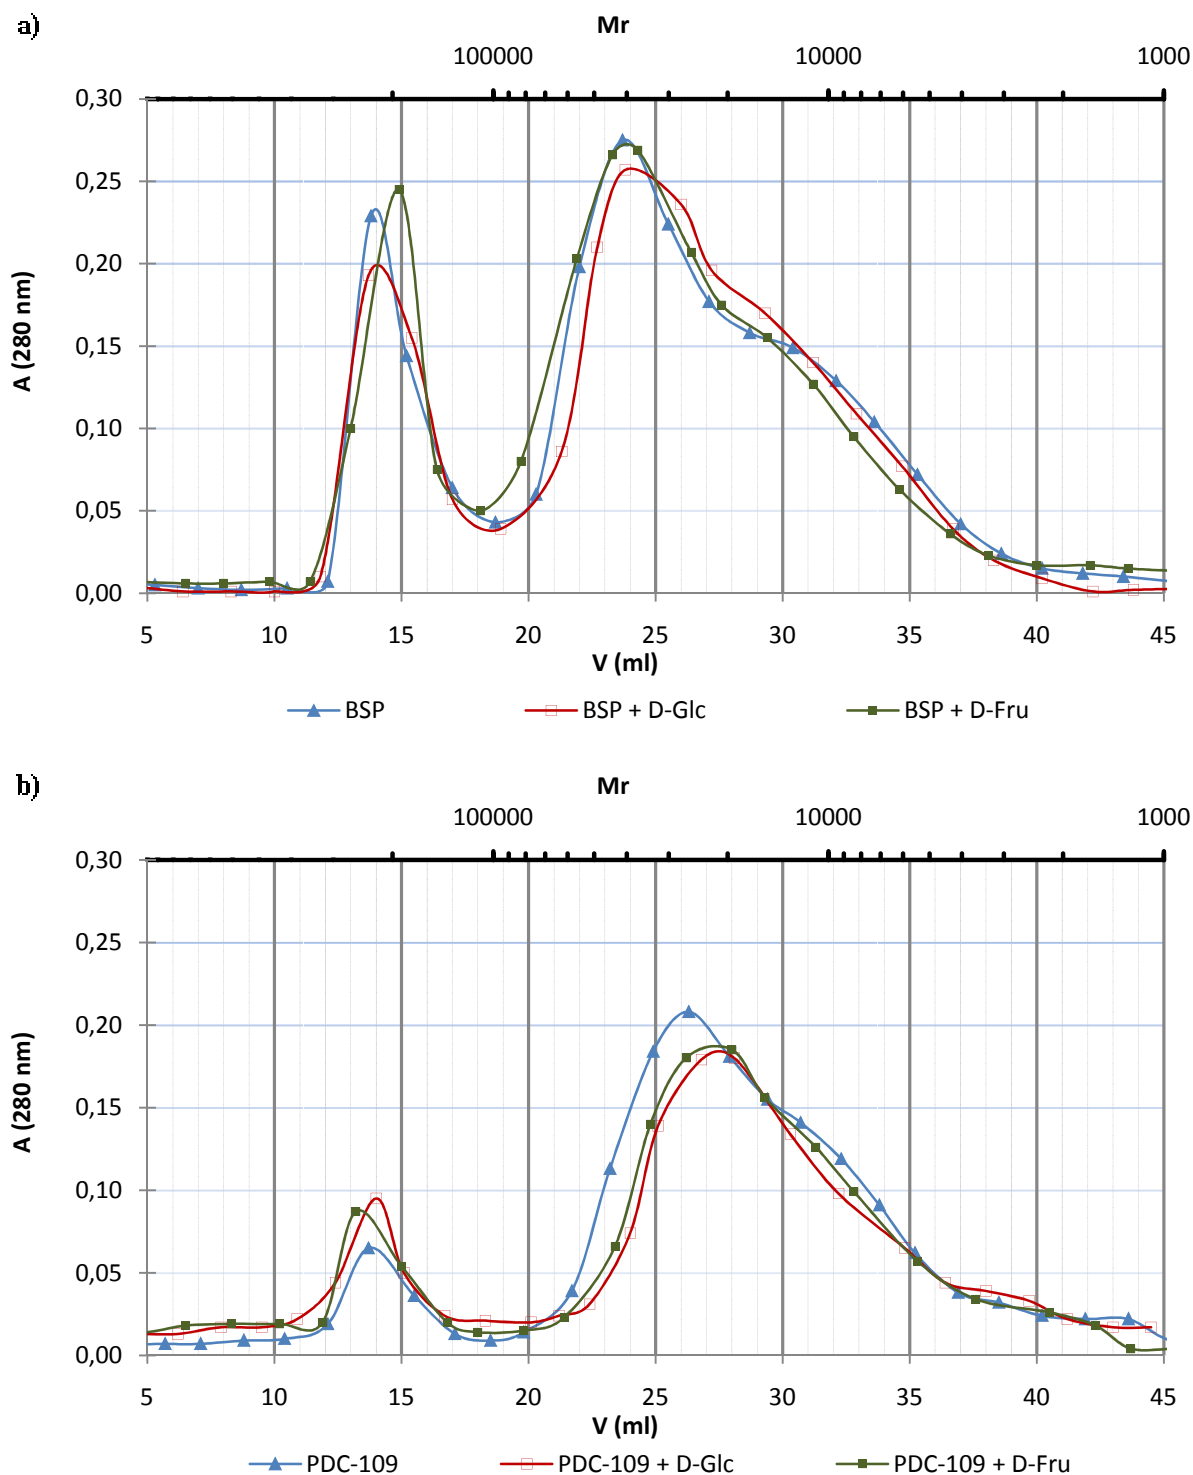 a)
Mr
100000 10000 1000
0,30
0,25
0,20
0,15
0,10
0,05
0,00
A (280 nm)
5 10 15 20 25 30 35 40 45
V (ml)
BSP BSP + D-Glc BSP + D-Fru
b)
Mr
100000 10000 1000
0,30
0,25
0,20
0,15
0,10
0,05
0,00
A (280 nm)
5 10 15 20 25 30 35 40 45
V (ml)
PDC-109 PDC-109 + D-Glc PDC-109 + D-Fru